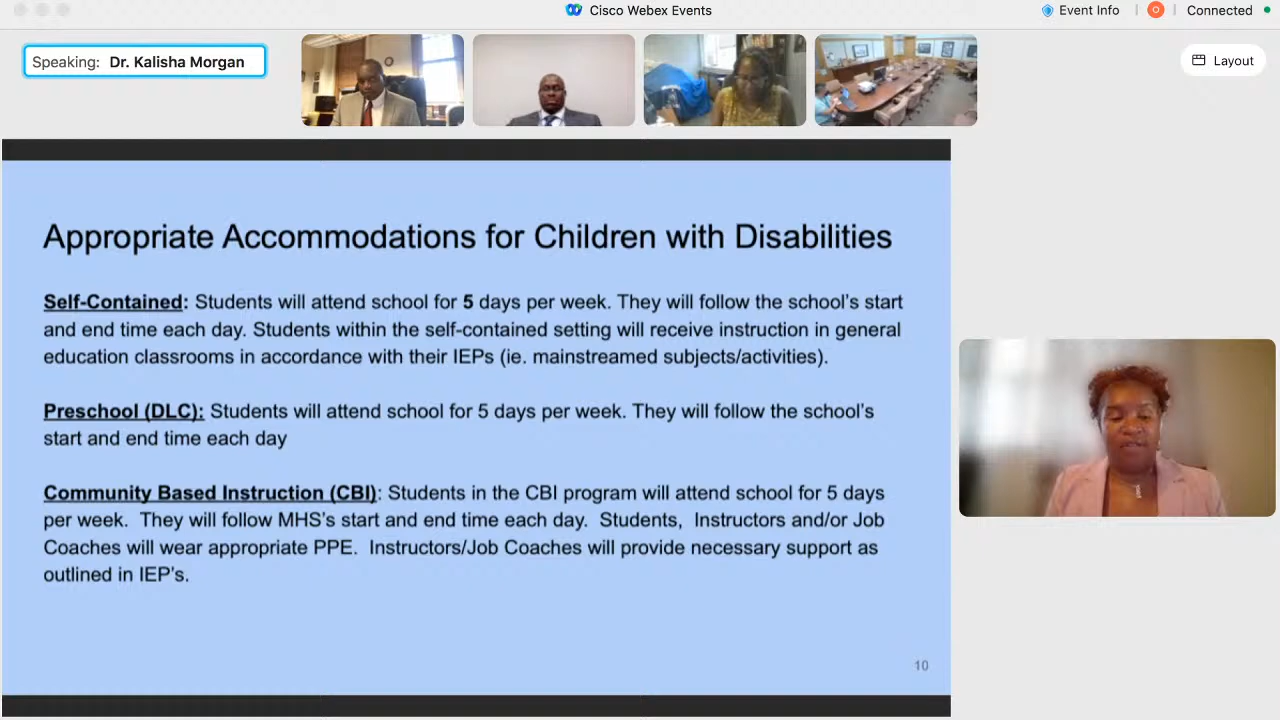 Cisco Webex Events
Event Info
Connected
Speaking: Dr. Kalisha Morgan
Layout
Appropriate Accommodations for Children with Disabilities
Self-Contained: Students will attend school for 5 days per week. They will follow the school's start
and end time each day. Students within the self-contained setting will receive instruction in general
education classrooms in accordance with their IEPs (ie. mainstreamed subjects/activities).
Preschool (DLC): Students will attend school for 5 days per week. They will follow the school's
start and end time each day
Community Based Instruction (CBI): Students in the CBI program will attend school for 5 days
per week. They will follow MHS's start and end time each day. Students, Instructors and/or Job
Coaches will wear appropriate PPE. Instructors/Job Coaches will provide necessary support as
outlined in IEP's.
10